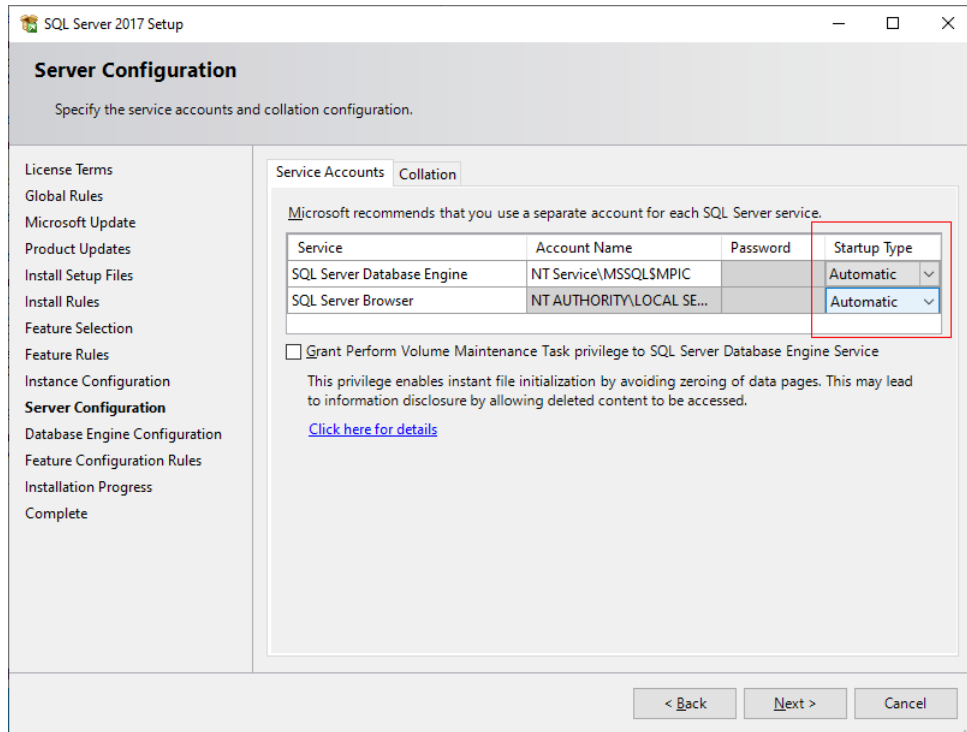 SQL Server 2017 Setup
Server Configuration
Specify the service accounts and collation configuration.
License Terms
Global Rules
Microsoft Update
Product Updates
Install Setup Files
Install Rules
Feature Selection
Feature Rules
Instance Configuration
Server Configuration
Database Engine Configuration
Feature Configuration Rules
Installation Progress
Complete
Service Accounts Collation
Microsoft recommends that you use a separate account for each SQL Server service.
Service Account Name Password Startup Type
SQL Server Database Engine NT Service\MSSQL$MPIC Automatic
SQL Server Browser NT AUTHORITY\LOCAL SE... Automatic
Grant Perform Volume Maintenance Task privilege to SQL Server Database Engine Service
This privilege enables instant file initialization by avoiding zeroing of data pages. This may lead
to information disclosure by allowing deleted content to be accessed.
Click here for details
< Back Next > Cancel